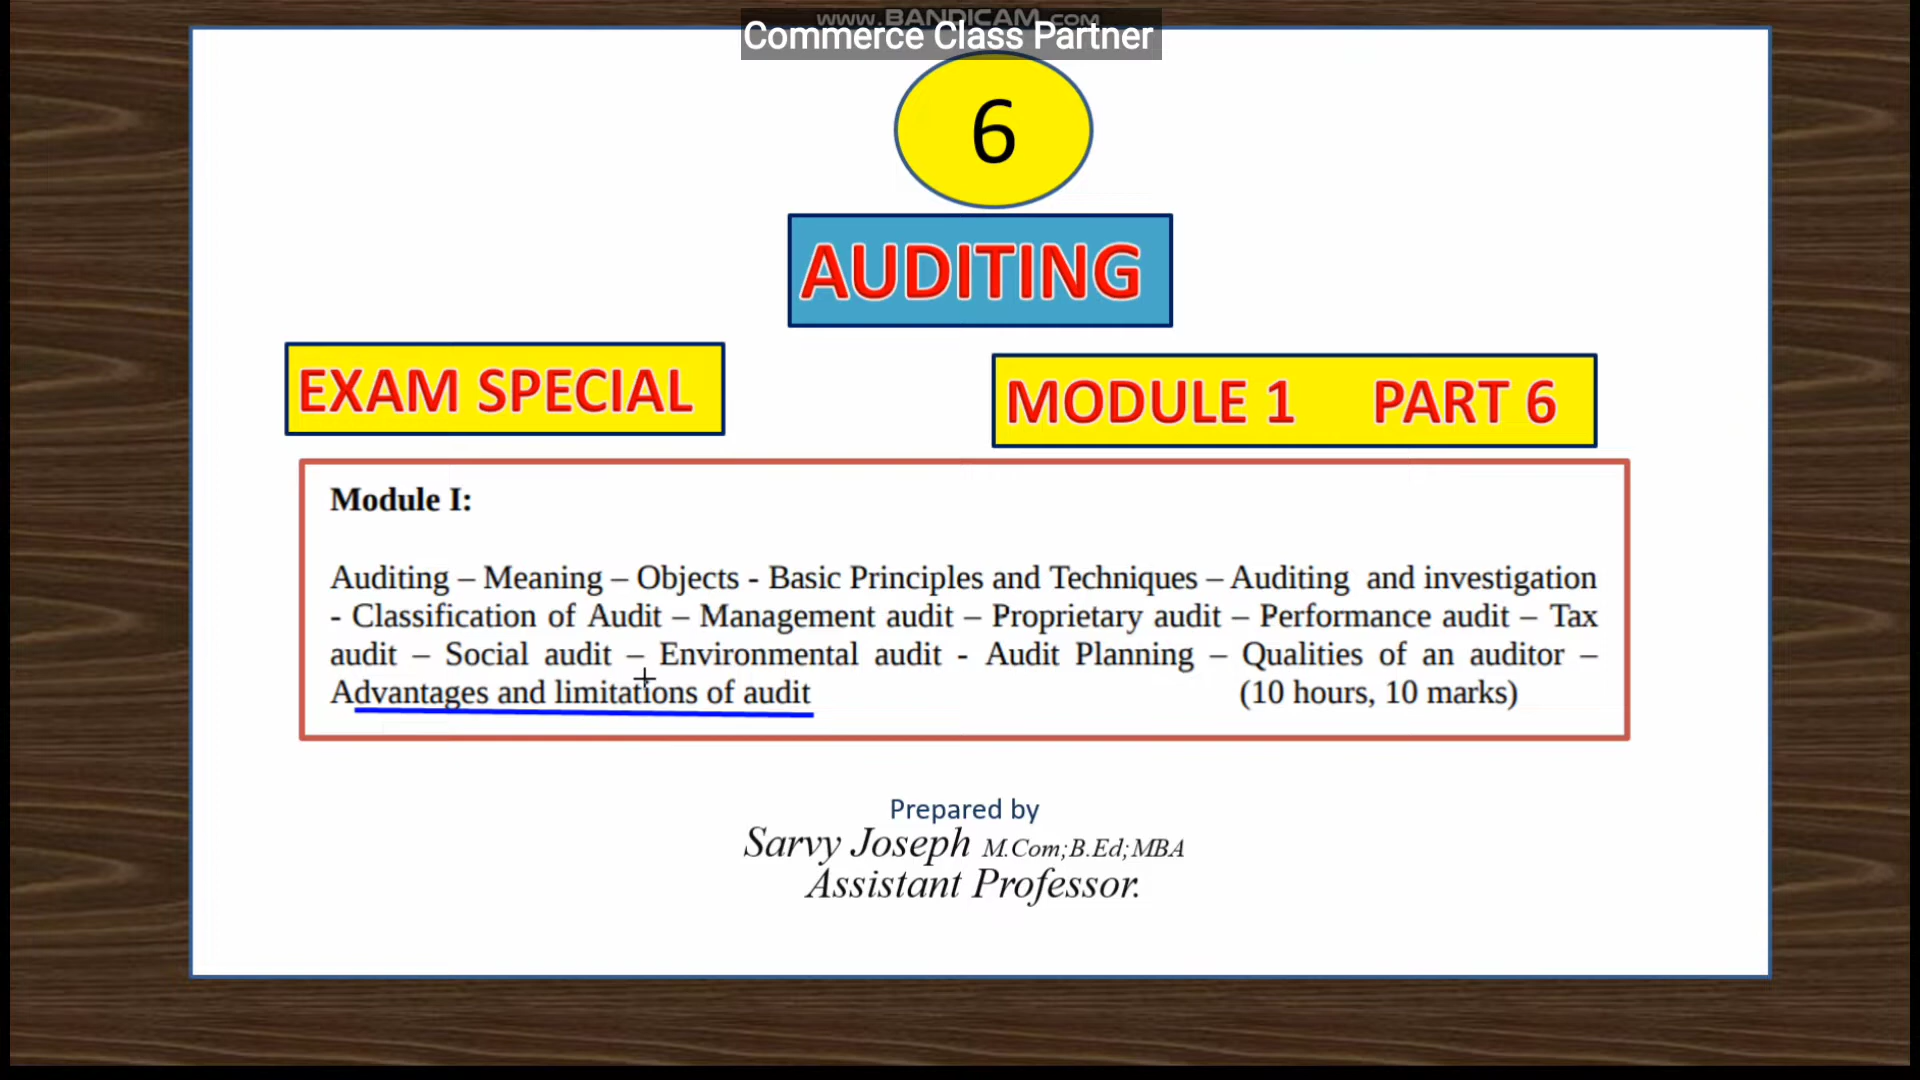 www.BANDICAM.com
Commerce Class Partner
6
AUDITING
EXAM SPECIAL
MODULE 1 PART 6
Module I:
Auditing – Meaning – Objects - Basic Principles and Techniques – Auditing and investigation
- Classification of Audit – Management audit – Proprietary audit – Performance audit – Tax
audit – Social audit – Environmental audit - Audit Planning – Qualities of an auditor –
Advantages and limitations of audit (10 hours, 10 marks)
Prepared by
Sarvy Joseph M.Com;B.Ed;MBA
Assistant Professor.